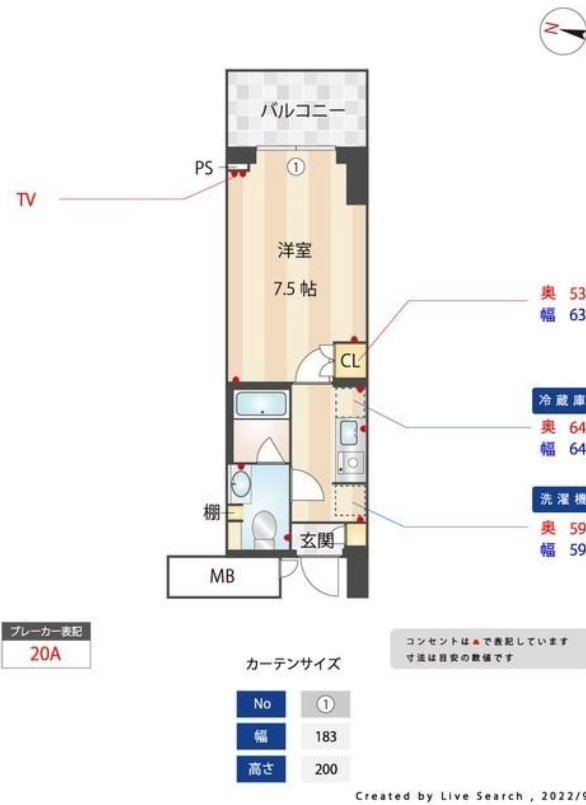 N
バルコニー
PS
①
TV
洋室
7.5 帖
奥 53
幅 63
CL
冷蔵庫
奥 64
幅 64
洗濯機
奥 59
幅 59
棚
玄関
MB
ブレーカー表記
20A
コンセントは▲で表記しています
寸法は目安の数値です
カーテンサイズ
No ①
幅 183
高さ 200
Created by Live Search , 2022/9